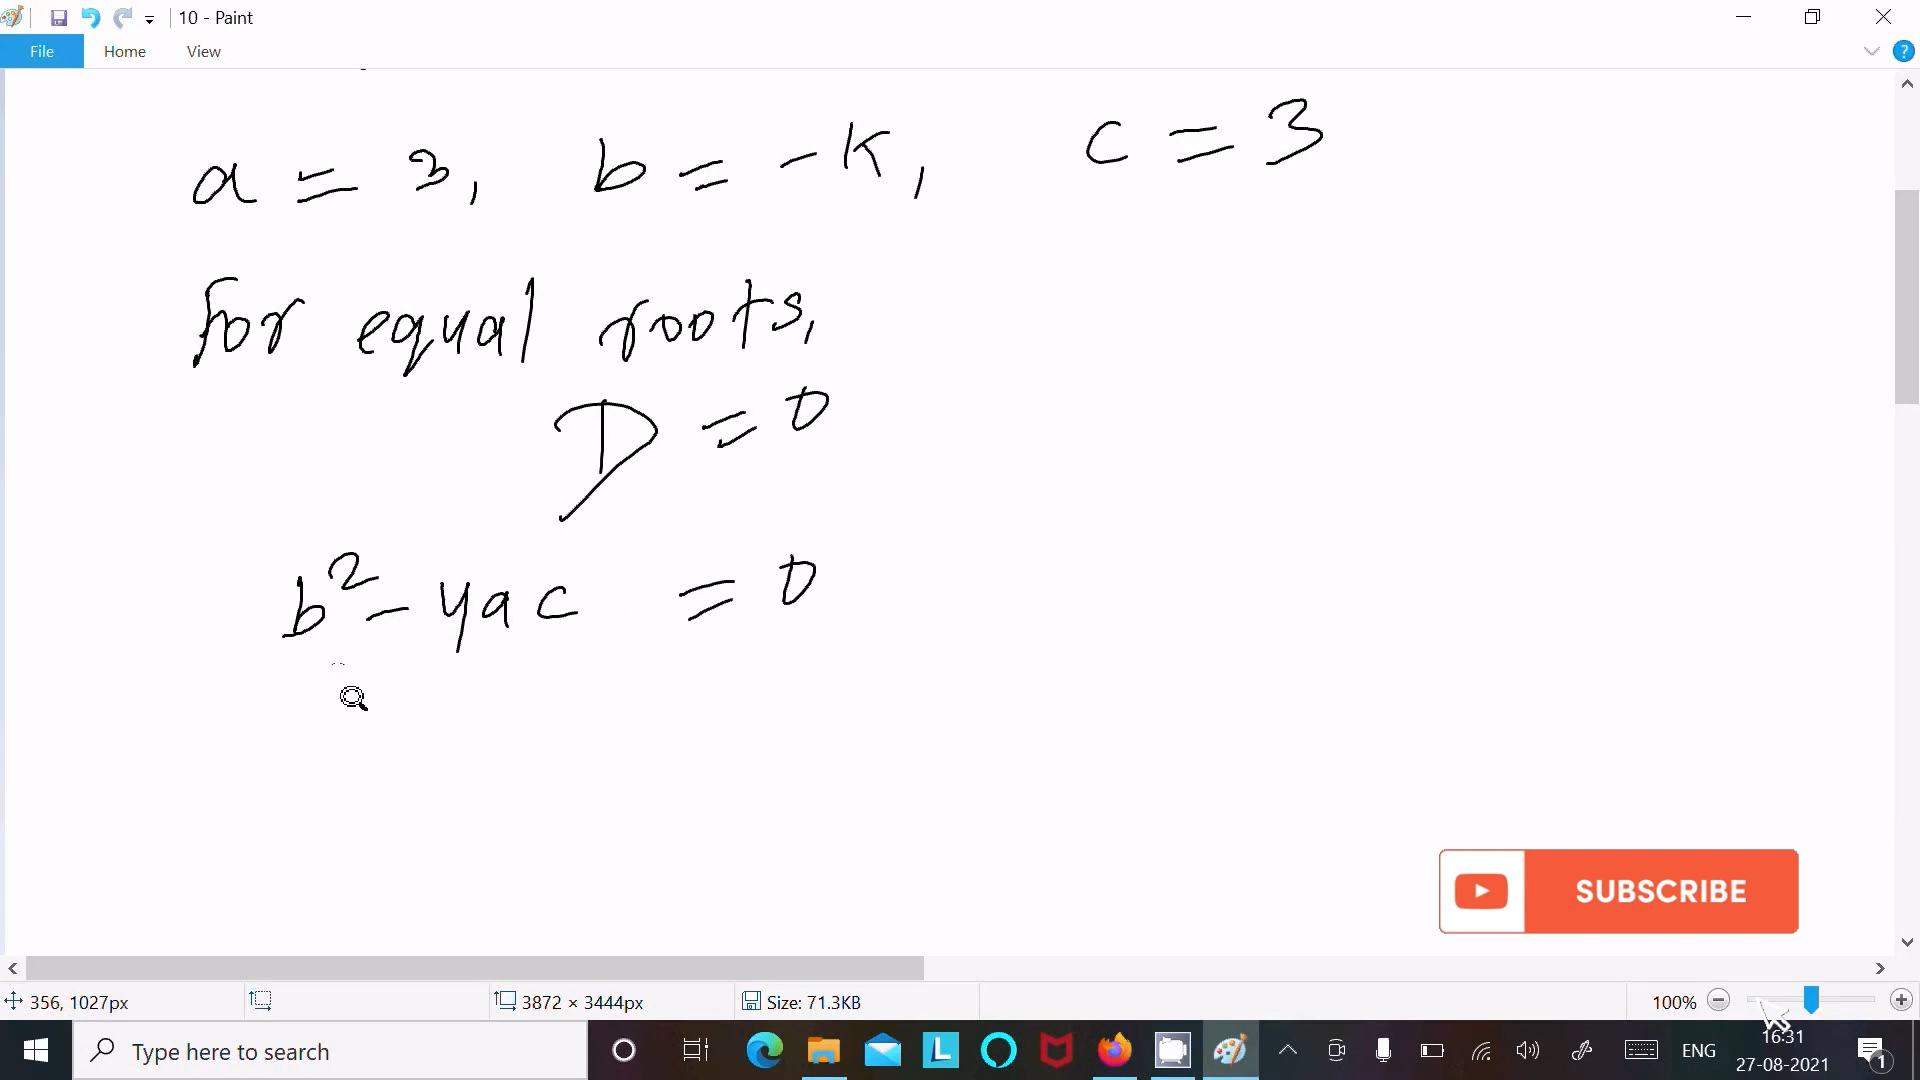 10 - Paint
File Home View
a = 3, b = -K, C = 3
For equal roots,
D = 0
b² - 4ac = 0
SUBSCRIBE
356, 1027px 3872 × 3444px Size: 71.3KB 100%
Type here to search ENG 16:31
27-08-2021 1